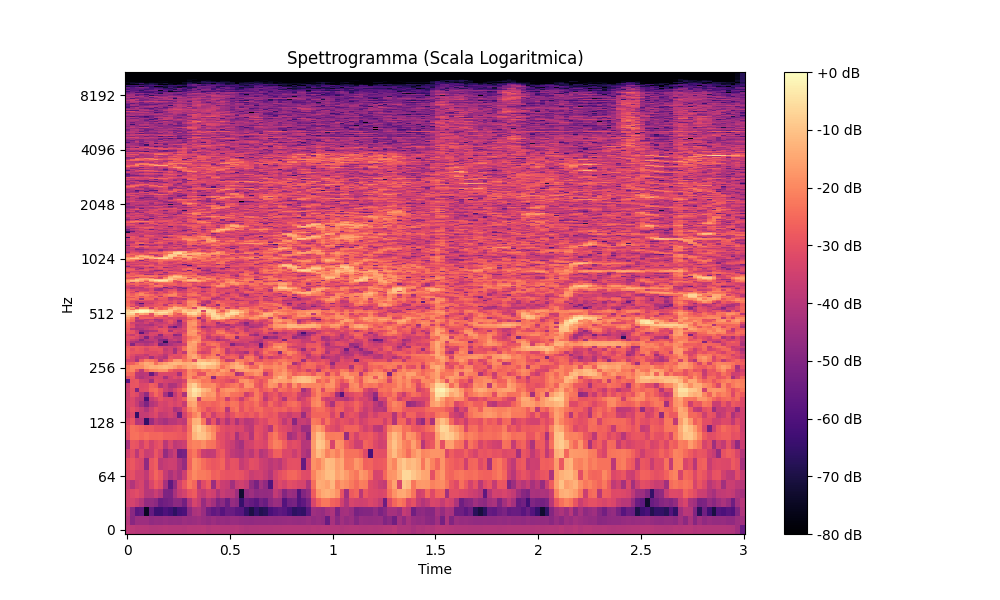 Spettrogramma (Scala Logaritmica)
8192
4096
2048
1024
512
256
128
64
0
Hz
0
0.5
1
1.5
2
2.5
3
Time
+0 dB
-10 dB
-20 dB
-30 dB
-40 dB
-50 dB
-60 dB
-70 dB
-80 dB